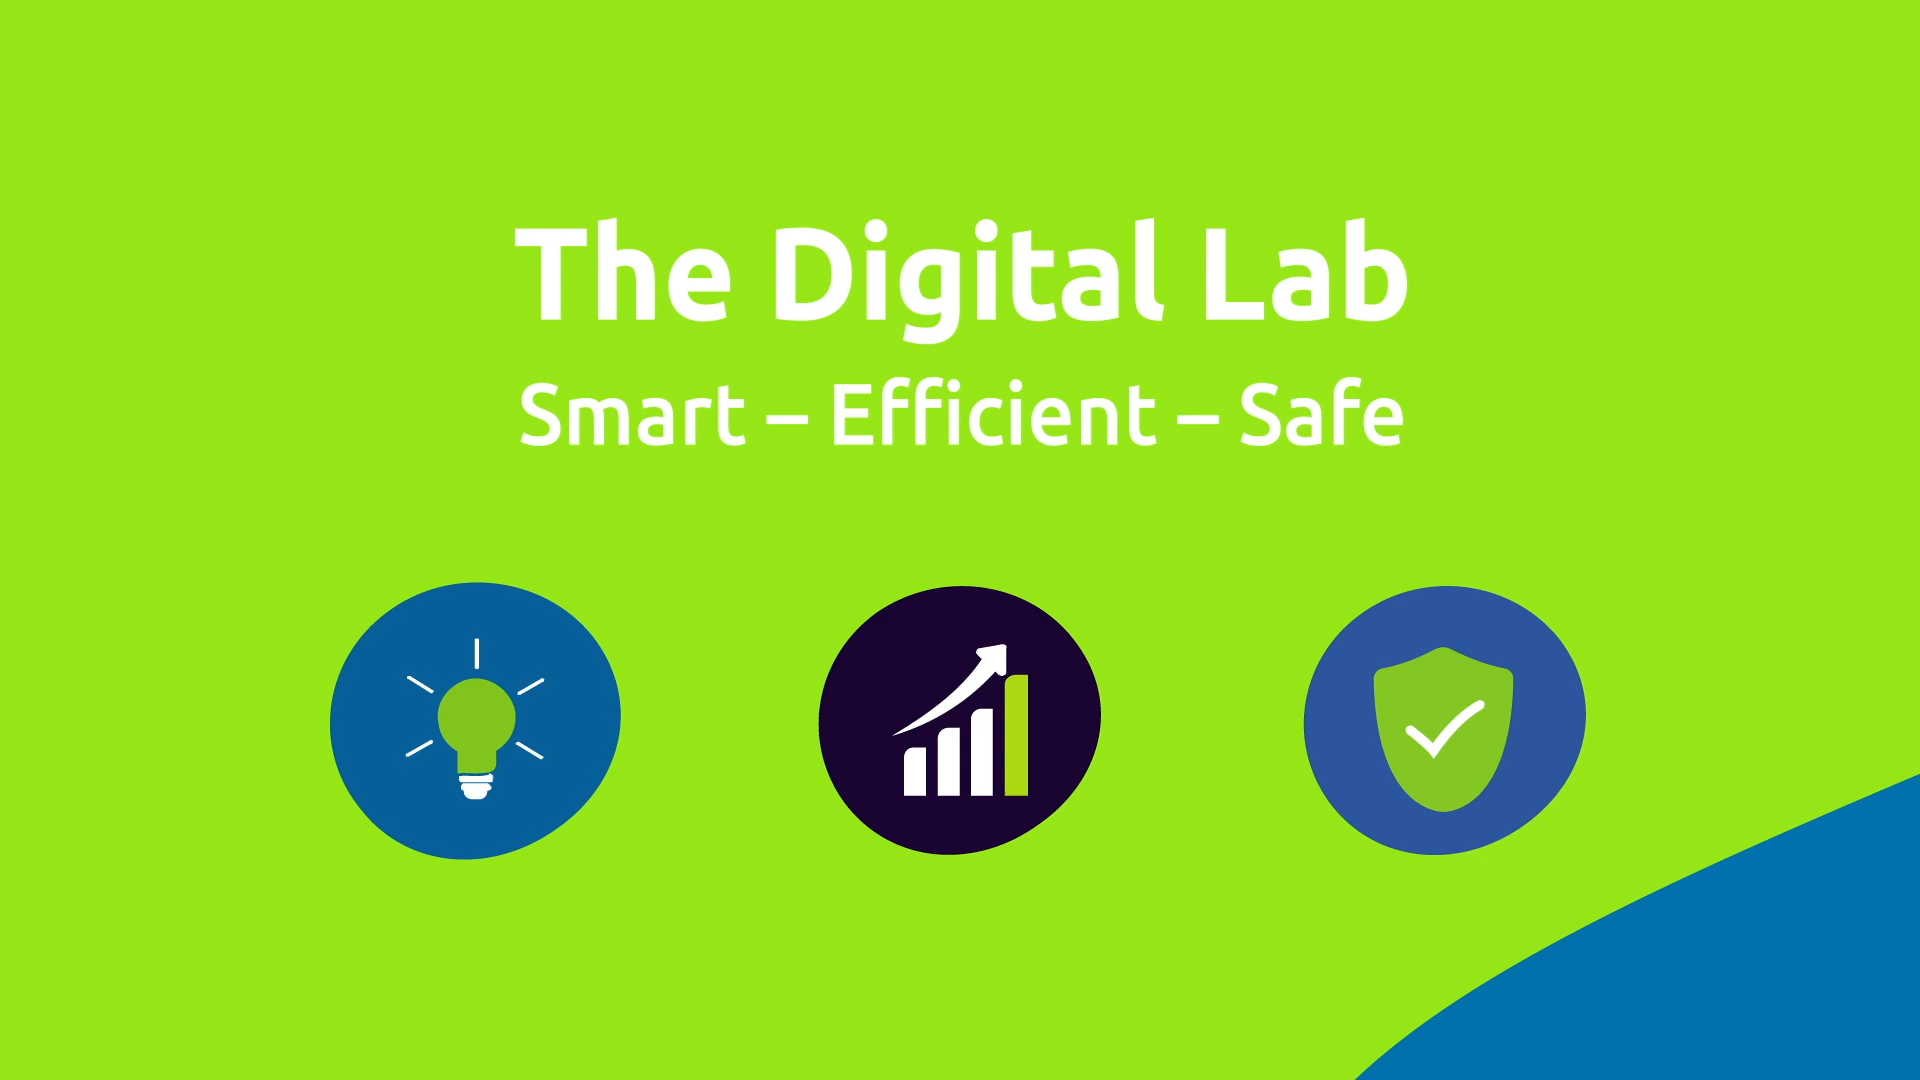 The Digital Lab
Smart – Efficient – Safe